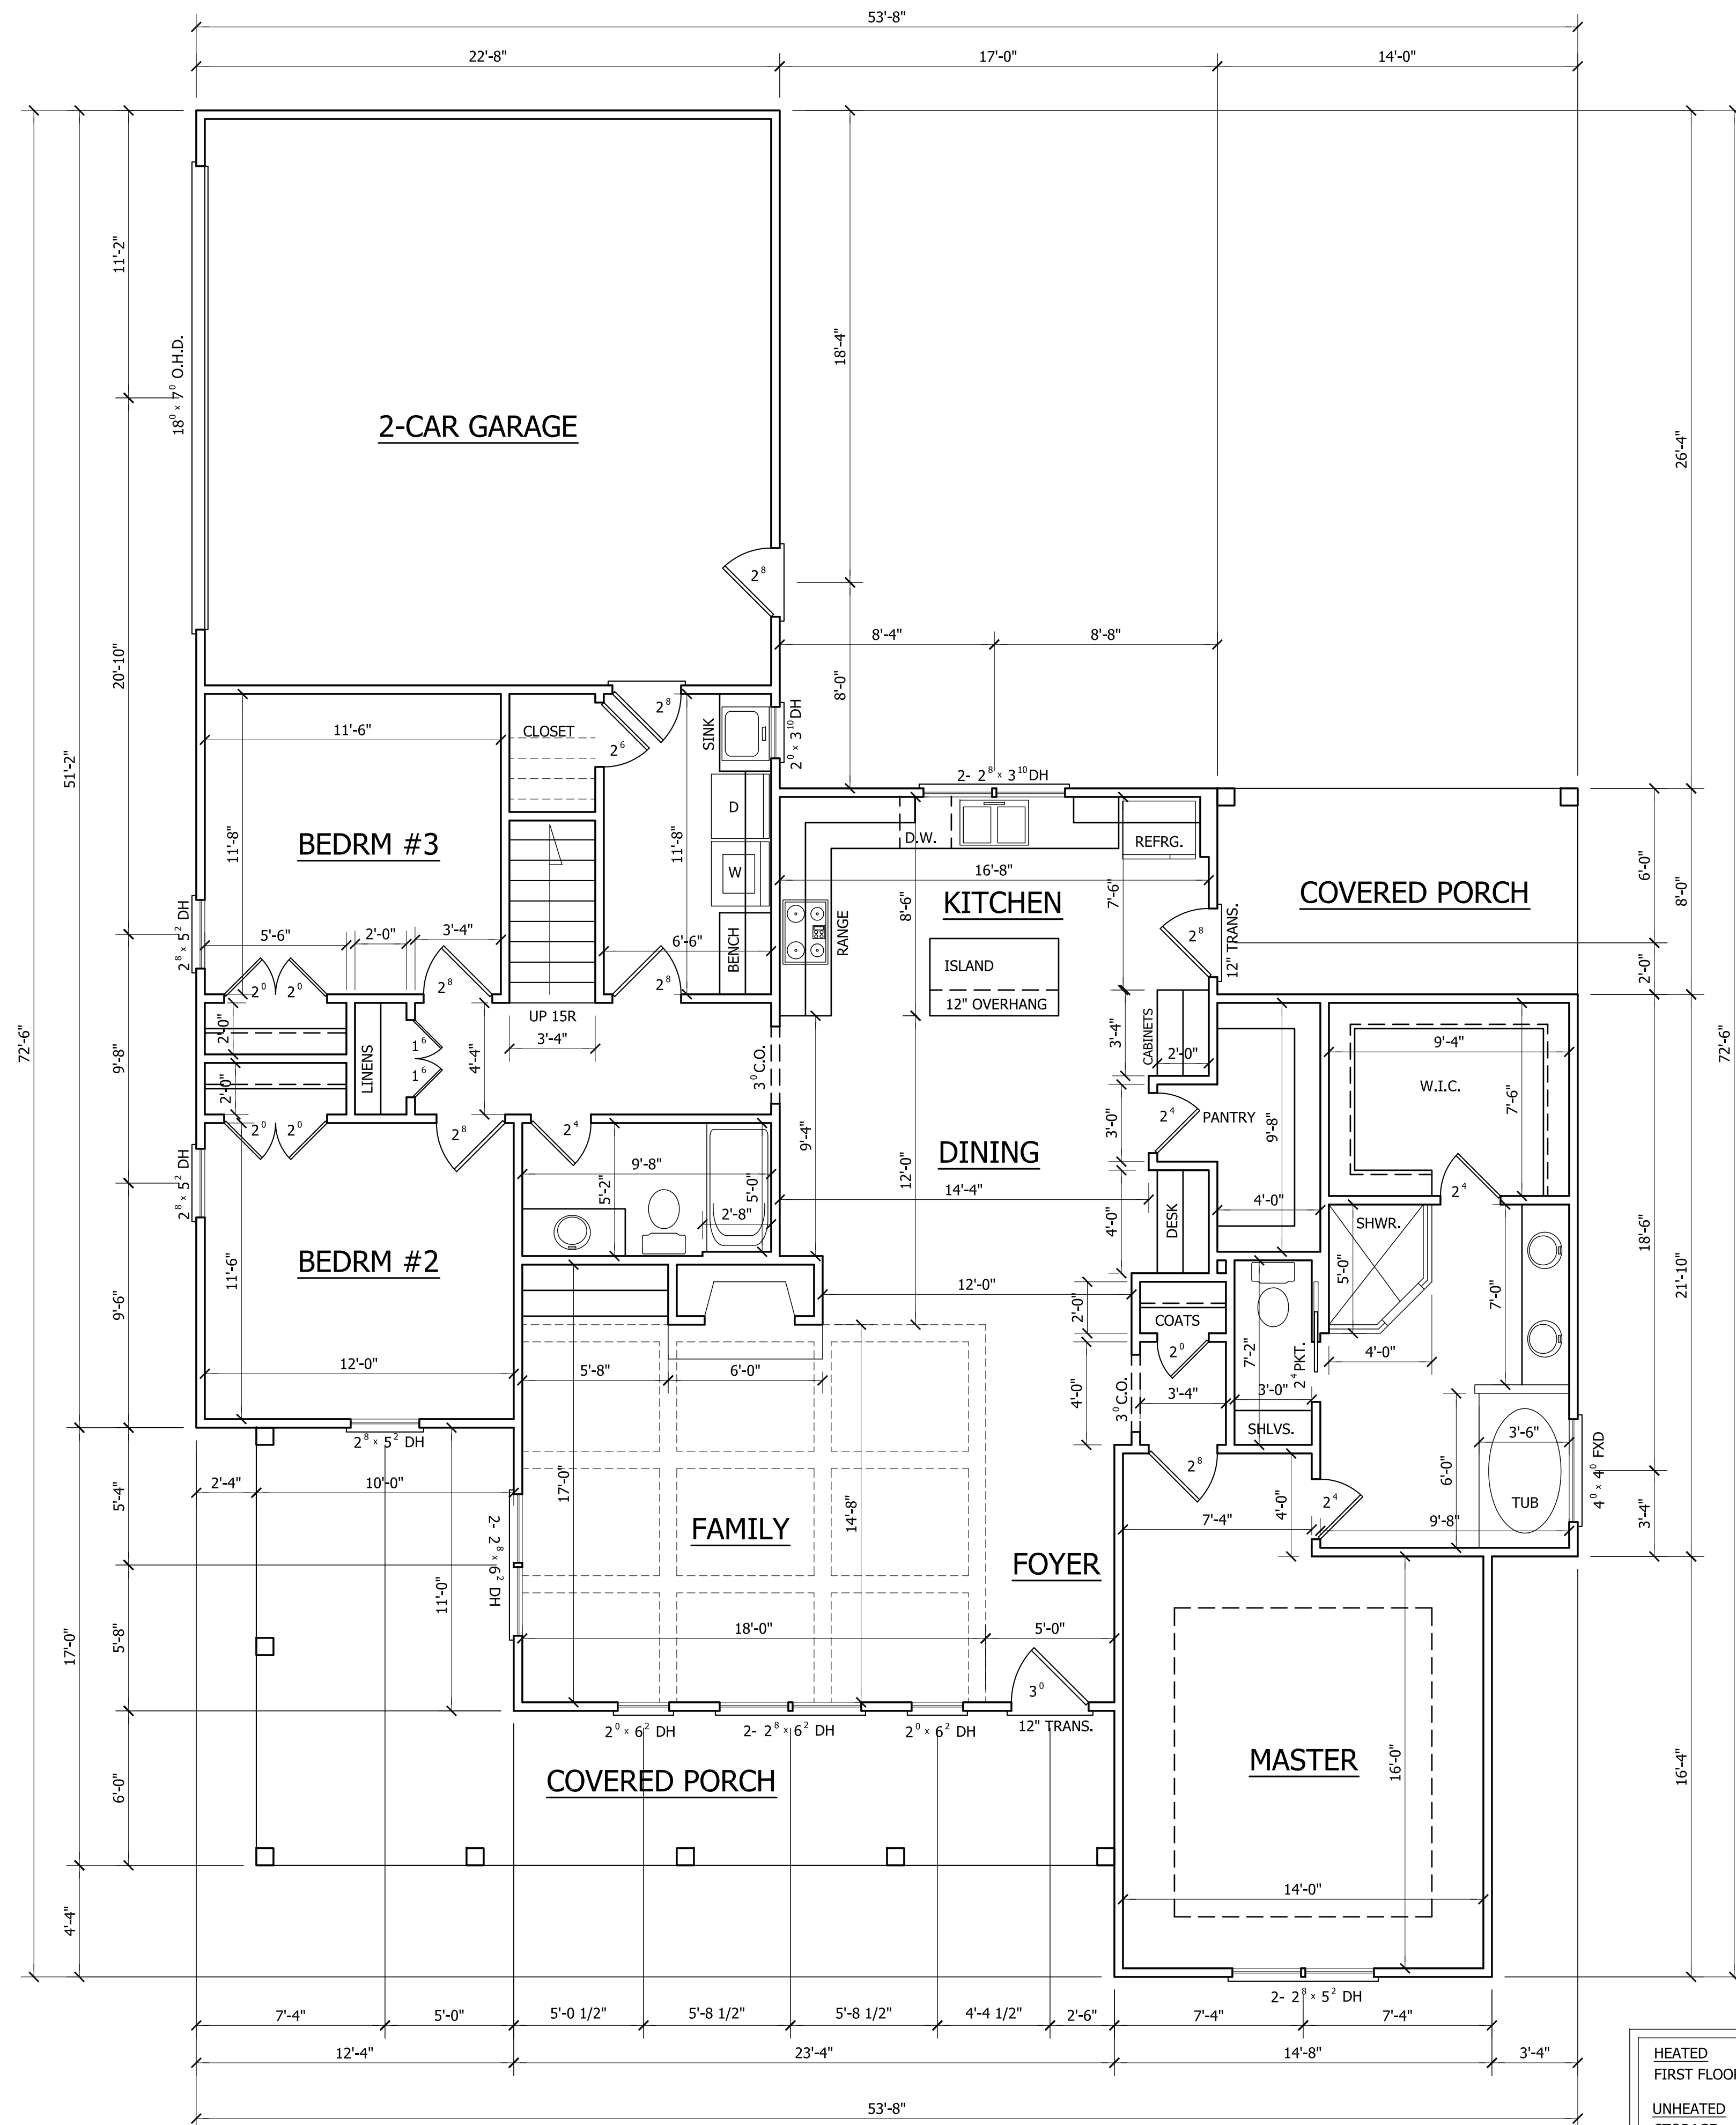 53'-8"
22'-8"
17'-0"
14'-0"
72'-6"
51'-2"
11'-2"
18⁰ x 7⁰ O.H.D.
2-CAR GARAGE
18'-4"
26'-4"
72'-6"
2⁸
20'-10"
8'-4"
8'-8"
8'-0"
2⁸
2⁶
CLOSET
SINK
2⁰ x 3¹⁰ DH
11'-6"
2- 2⁸ x 3¹⁰ DH
D
W
D.W.
REFRG.
BEDRM #3
11'-8"
11'-8"
16'-8"
KITCHEN
8'-6"
7'-6"
RANGE
COVERED PORCH
6'-0"
8'-0"
2'-0"
2⁸
12" TRANS.
2⁸ x 5² DH
5'-6"
2'-0"
3'-4"
6'-6"
BENCH
ISLAND
12" OVERHANG
2⁰
2⁰
2⁸
2⁸
UP 15R
3'-4"
2'-0"
2'-0"
LINENS
1⁶
1⁶
4'-4"
3⁰ C.O.
CABINETS
3'-4"
2'-0"
9'-4"
W.I.C.
7'-6"
9'-8"
2⁰
2⁰
2⁸
2⁴
3'-0"
2⁴
PANTRY
9'-8"
DINING
9'-4"
12'-0"
14'-4"
9'-8"
5'-2"
5'-0"
2'-8"
4'-0"
DESK
4'-0"
2⁴
SHWR.
5'-0"
7'-0"
18'-6"
21'-10"
2⁸ x 5² DH
BEDRM #2
11'-6"
9'-6"
12'-0"
12'-0"
2'-0"
COATS
2⁰
3'-4"
4'-0"
3⁰ C.O.
7'-2"
3'-0"
2⁴ PKT.
SHLVS.
4'-0"
5'-8"
6'-0"
2⁸ x 5² DH
2'-4"
10'-0"
17'-0"
14'-8"
2- 2⁸ x 6² DH
FAMILY
FOYER
2⁸
7'-4"
4'-0"
2⁴
9'-8"
6'-0"
3'-6"
TUB
4⁰ x 4⁰ FXD
3'-4"
17'-0"
5'-4"
5'-8"
11'-0"
18'-0"
5'-0"
3⁰
2⁰ x 6² DH
2- 2⁸ x 6² DH
2⁰ x 6² DH
12" TRANS.
COVERED PORCH
MASTER
16'-0"
16'-4"
6'-0"
14'-0"
4'-4"
2- 2⁸ x 5² DH
7'-4"
5'-0"
5'-0 1/2"
5'-8 1/2"
5'-8 1/2"
4'-4 1/2"
2'-6"
7'-4"
7'-4"
12'-4"
23'-4"
14'-8"
3'-4"
53'-8"
HEATED
FIRST FLOO
UNHEATED